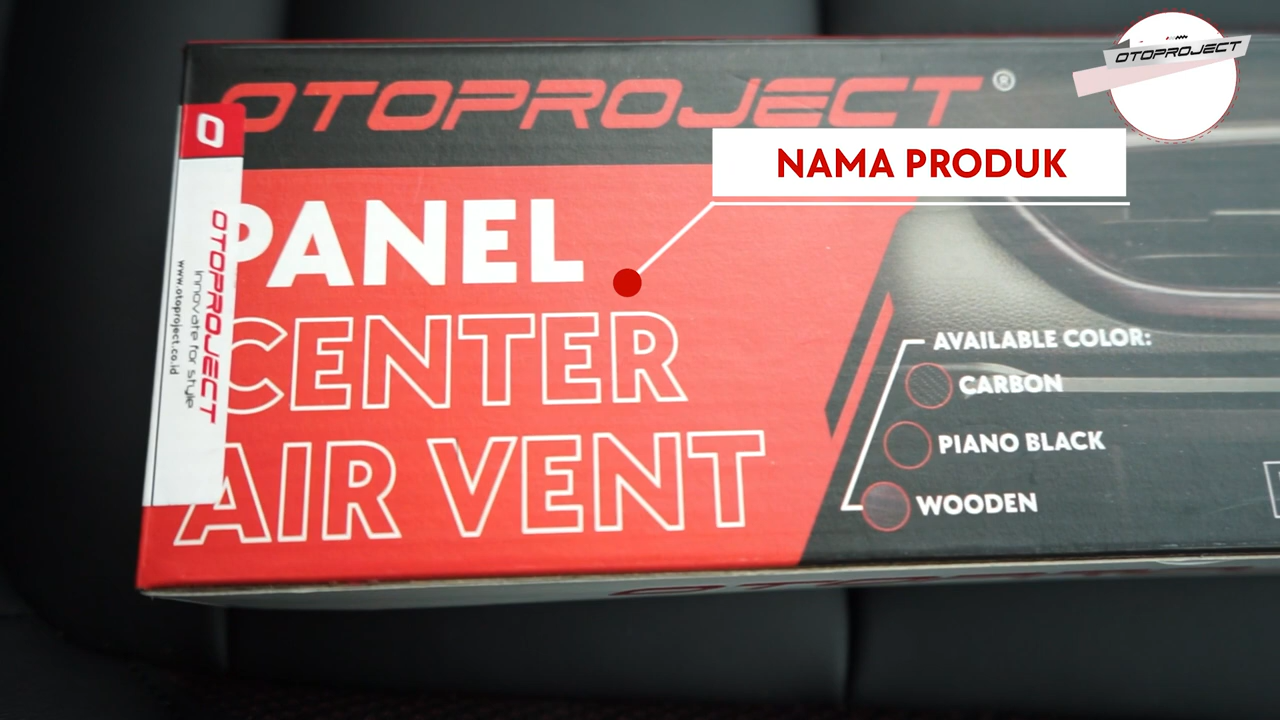 OTOPROJECT
OTOPROJECT®
NAMA PRODUK
PANEL
CENTER
AIR VENT
O
OTOPROJECT
innovate for style
www.otoproject.co.id
AVAILABLE COLOR:
CARBON
PIANO BLACK
WOODEN